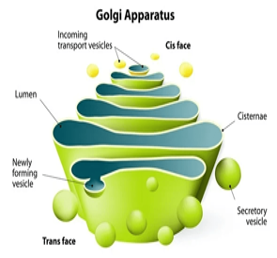 Golgi Apparatus
Incoming
transport vesicles
Cis face
Lumen
Cisternae
Newly
forming
vesicle
Secretory
vesicle
Trans face